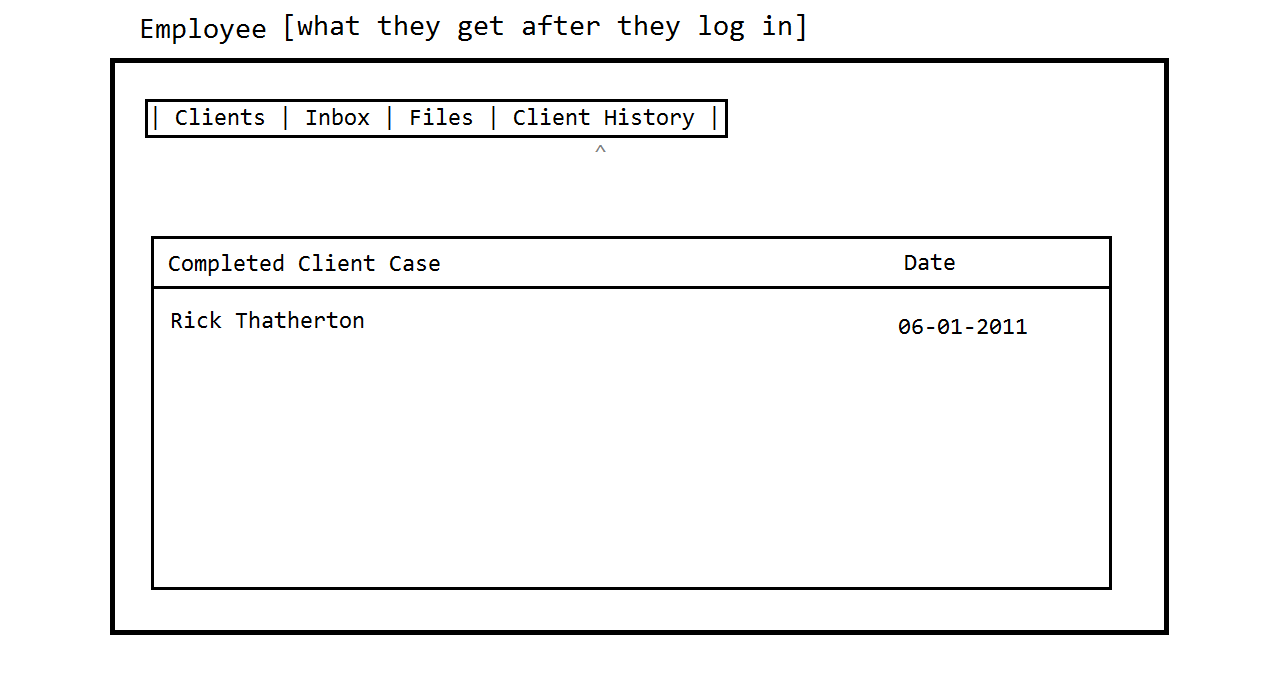 Employee [what they get after they log in]
| Clients | Inbox | Files | Client History |
^
Completed Client Case Date
Rick Thatherton 06-01-2011